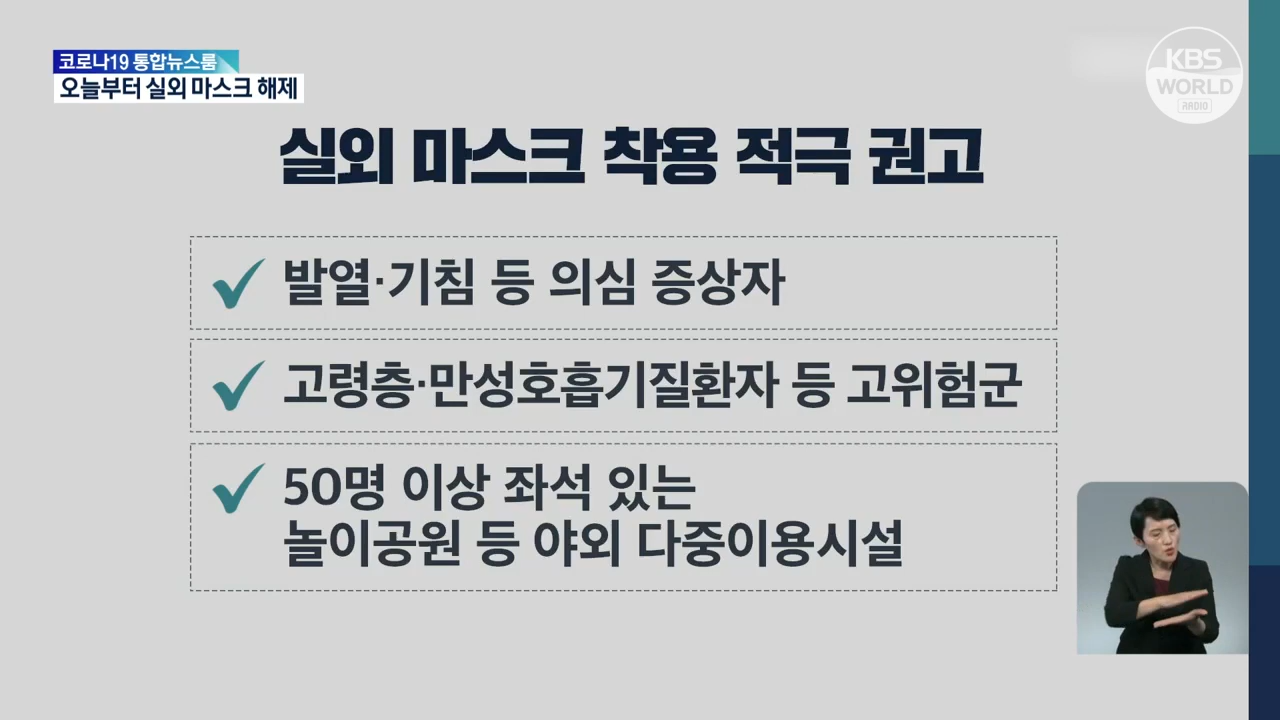 코로나19 통합뉴스룸
오늘부터 실외 마스크 해제
KBS
WORLD
RADIO
실외 마스크 착용 적극 권고
발열·기침 등 의심 증상자
고령층·만성호흡기질환자 등 고위험군
50명 이상 좌석 있는
놀이공원 등 야외 다중이용시설